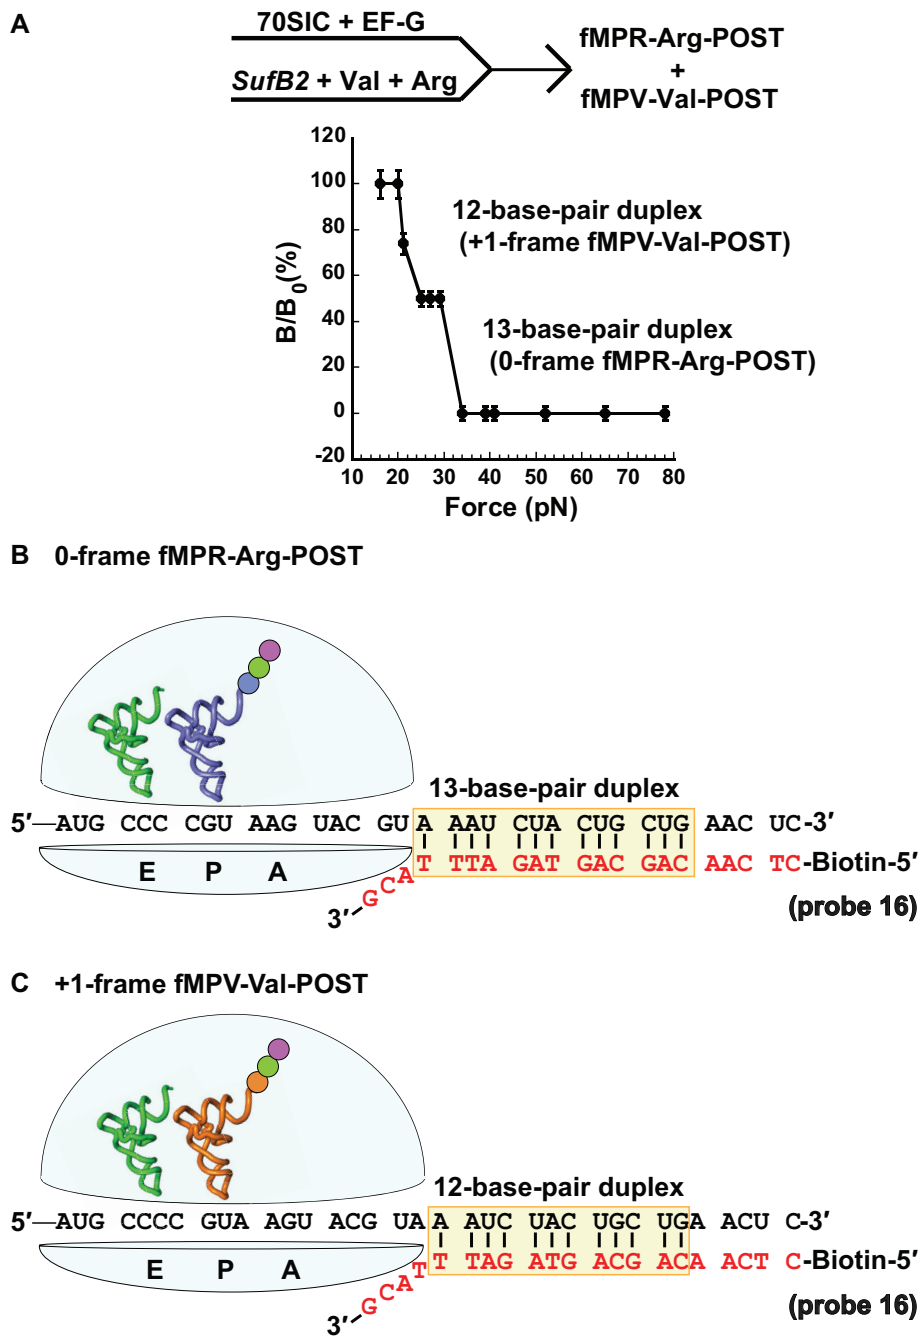 A
70SIC + EF-G
SufB2 + Val + Arg
fMPR-Arg-POST
+
fMPV-Val-POST
120
100
80
60
40
20
0
-20
B/B0(%)
12-base-pair duplex
(+1-frame fMPV-Val-POST)
13-base-pair duplex
(0-frame fMPR-Arg-POST)
10 20 30 40 50 60 70 80
Force (pN)
B 0-frame fMPR-Arg-POST
13-base-pair duplex
5′—AUG CCC CGU AAG UAC GUA AAU CUA CUG CUG AAC UC-3′
E P A
3′-GCAT TTA GAT GAC GAC AAC TC-Biotin-5′
(probe 16)
C +1-frame fMPV-Val-POST
12-base-pair duplex
5′—AUG CCCC GUA AGU ACG UAA AUC UAC UGC UGA ACU C-3′
E P A
3′-GCATT TAG ATG ACG ACA ACT C-Biotin-5′
(probe 16)